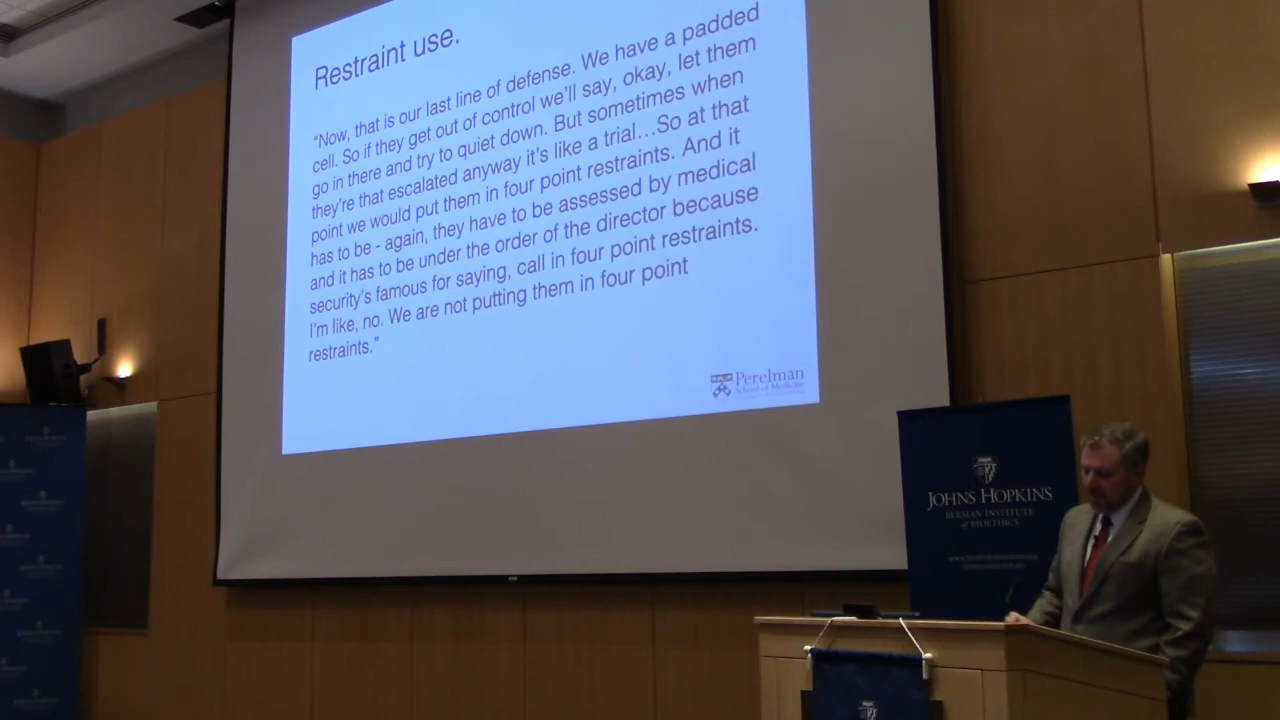 Restraint use.
“Now, that is our last line of defense. We have a padded
cell. So if they get out of control we’ll say, okay, let them
go in there and try to quiet down. But sometimes when
they’re that escalated anyway it’s like a trial…So at that
point we would put them in four point restraints. And it
has to be - again, they have to be assessed by medical
and it has to be under the order of the director because
security’s famous for saying, call in four point restraints.
I’m like, no. We are not putting them in four point
restraints.”
Perelman
School of Medicine
JOHNS HOPKINS
BERMAN INSTITUTE
of BIOETHICS
JOHNS HOPKINS